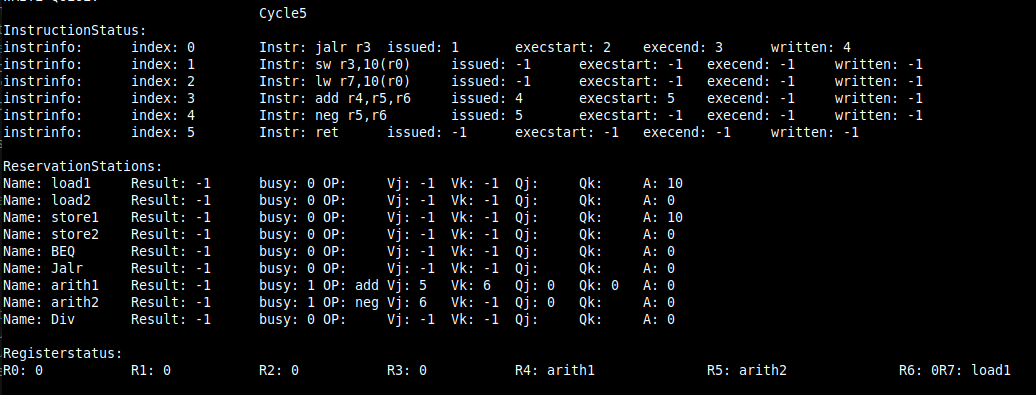 Cycle5
InstructionStatus:
instrinfo: index: 0 Instr: jalr r3 issued: 1 execstart: 2 execend: 3 written: 4
instrinfo: index: 1 Instr: sw r3,10(r0) issued: -1 execstart: -1 execend: -1 written: -1
instrinfo: index: 2 Instr: lw r7,10(r0) issued: -1 execstart: -1 execend: -1 written: -1
instrinfo: index: 3 Instr: add r4,r5,r6 issued: 4 execstart: 5 execend: -1 written: -1
instrinfo: index: 4 Instr: neg r5,r6 issued: 5 execstart: -1 execend: -1 written: -1
instrinfo: index: 5 Instr: ret issued: -1 execstart: -1 execend: -1 written: -1
ReservationStations:
Name: load1 Result: -1 busy: 0 OP: Vj: -1 Vk: -1 Qj: Qk: A: 10
Name: load2 Result: -1 busy: 0 OP: Vj: -1 Vk: -1 Qj: Qk: A: 0
Name: store1 Result: -1 busy: 0 OP: Vj: -1 Vk: -1 Qj: Qk: A: 10
Name: store2 Result: -1 busy: 0 OP: Vj: -1 Vk: -1 Qj: Qk: A: 0
Name: BEQ Result: -1 busy: 0 OP: Vj: -1 Vk: -1 Qj: Qk: A: 0
Name: Jalr Result: -1 busy: 0 OP: Vj: -1 Vk: -1 Qj: Qk: A: 0
Name: arith1 Result: -1 busy: 1 OP: add Vj: 5 Vk: 6 Qj: 0 Qk: 0 A: 0
Name: arith2 Result: -1 busy: 1 OP: neg Vj: 6 Vk: -1 Qj: 0 Qk: A: 0
Name: Div Result: -1 busy: 0 OP: Vj: -1 Vk: -1 Qj: Qk: A: 0
Registerstatus:
R0: 0 R1: 0 R2: 0 R3: 0 R4: arith1 R5: arith2 R6: 0R7: load1